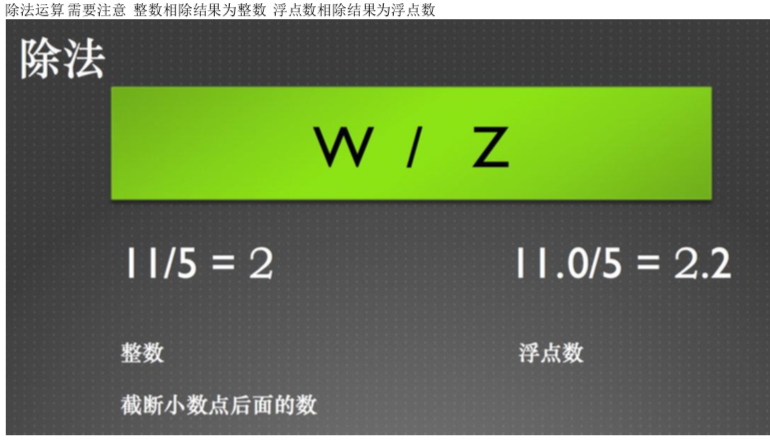 除法运算 需要注意 整数相除结果为整数 浮点数相除结果为浮点数
除法
W / Z
11/5 = 2 11.0/5 = 2.2
整数 浮点数
截断小数点后面的数